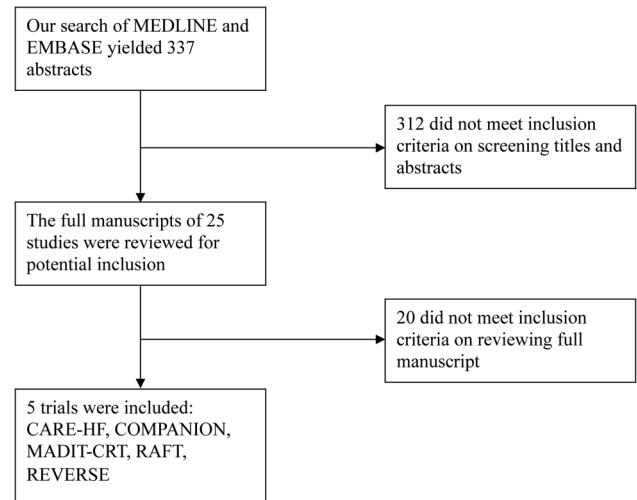 Our search of MEDLINE and
EMBASE yielded 337
abstracts
312 did not meet inclusion
criteria on screening titles and
abstracts
The full manuscripts of 25
studies were reviewed for
potential inclusion
20 did not meet inclusion
criteria on reviewing full
manuscript
5 trials were included:
CARE-HF, COMPANION,
MADIT-CRT, RAFT,
REVERSE